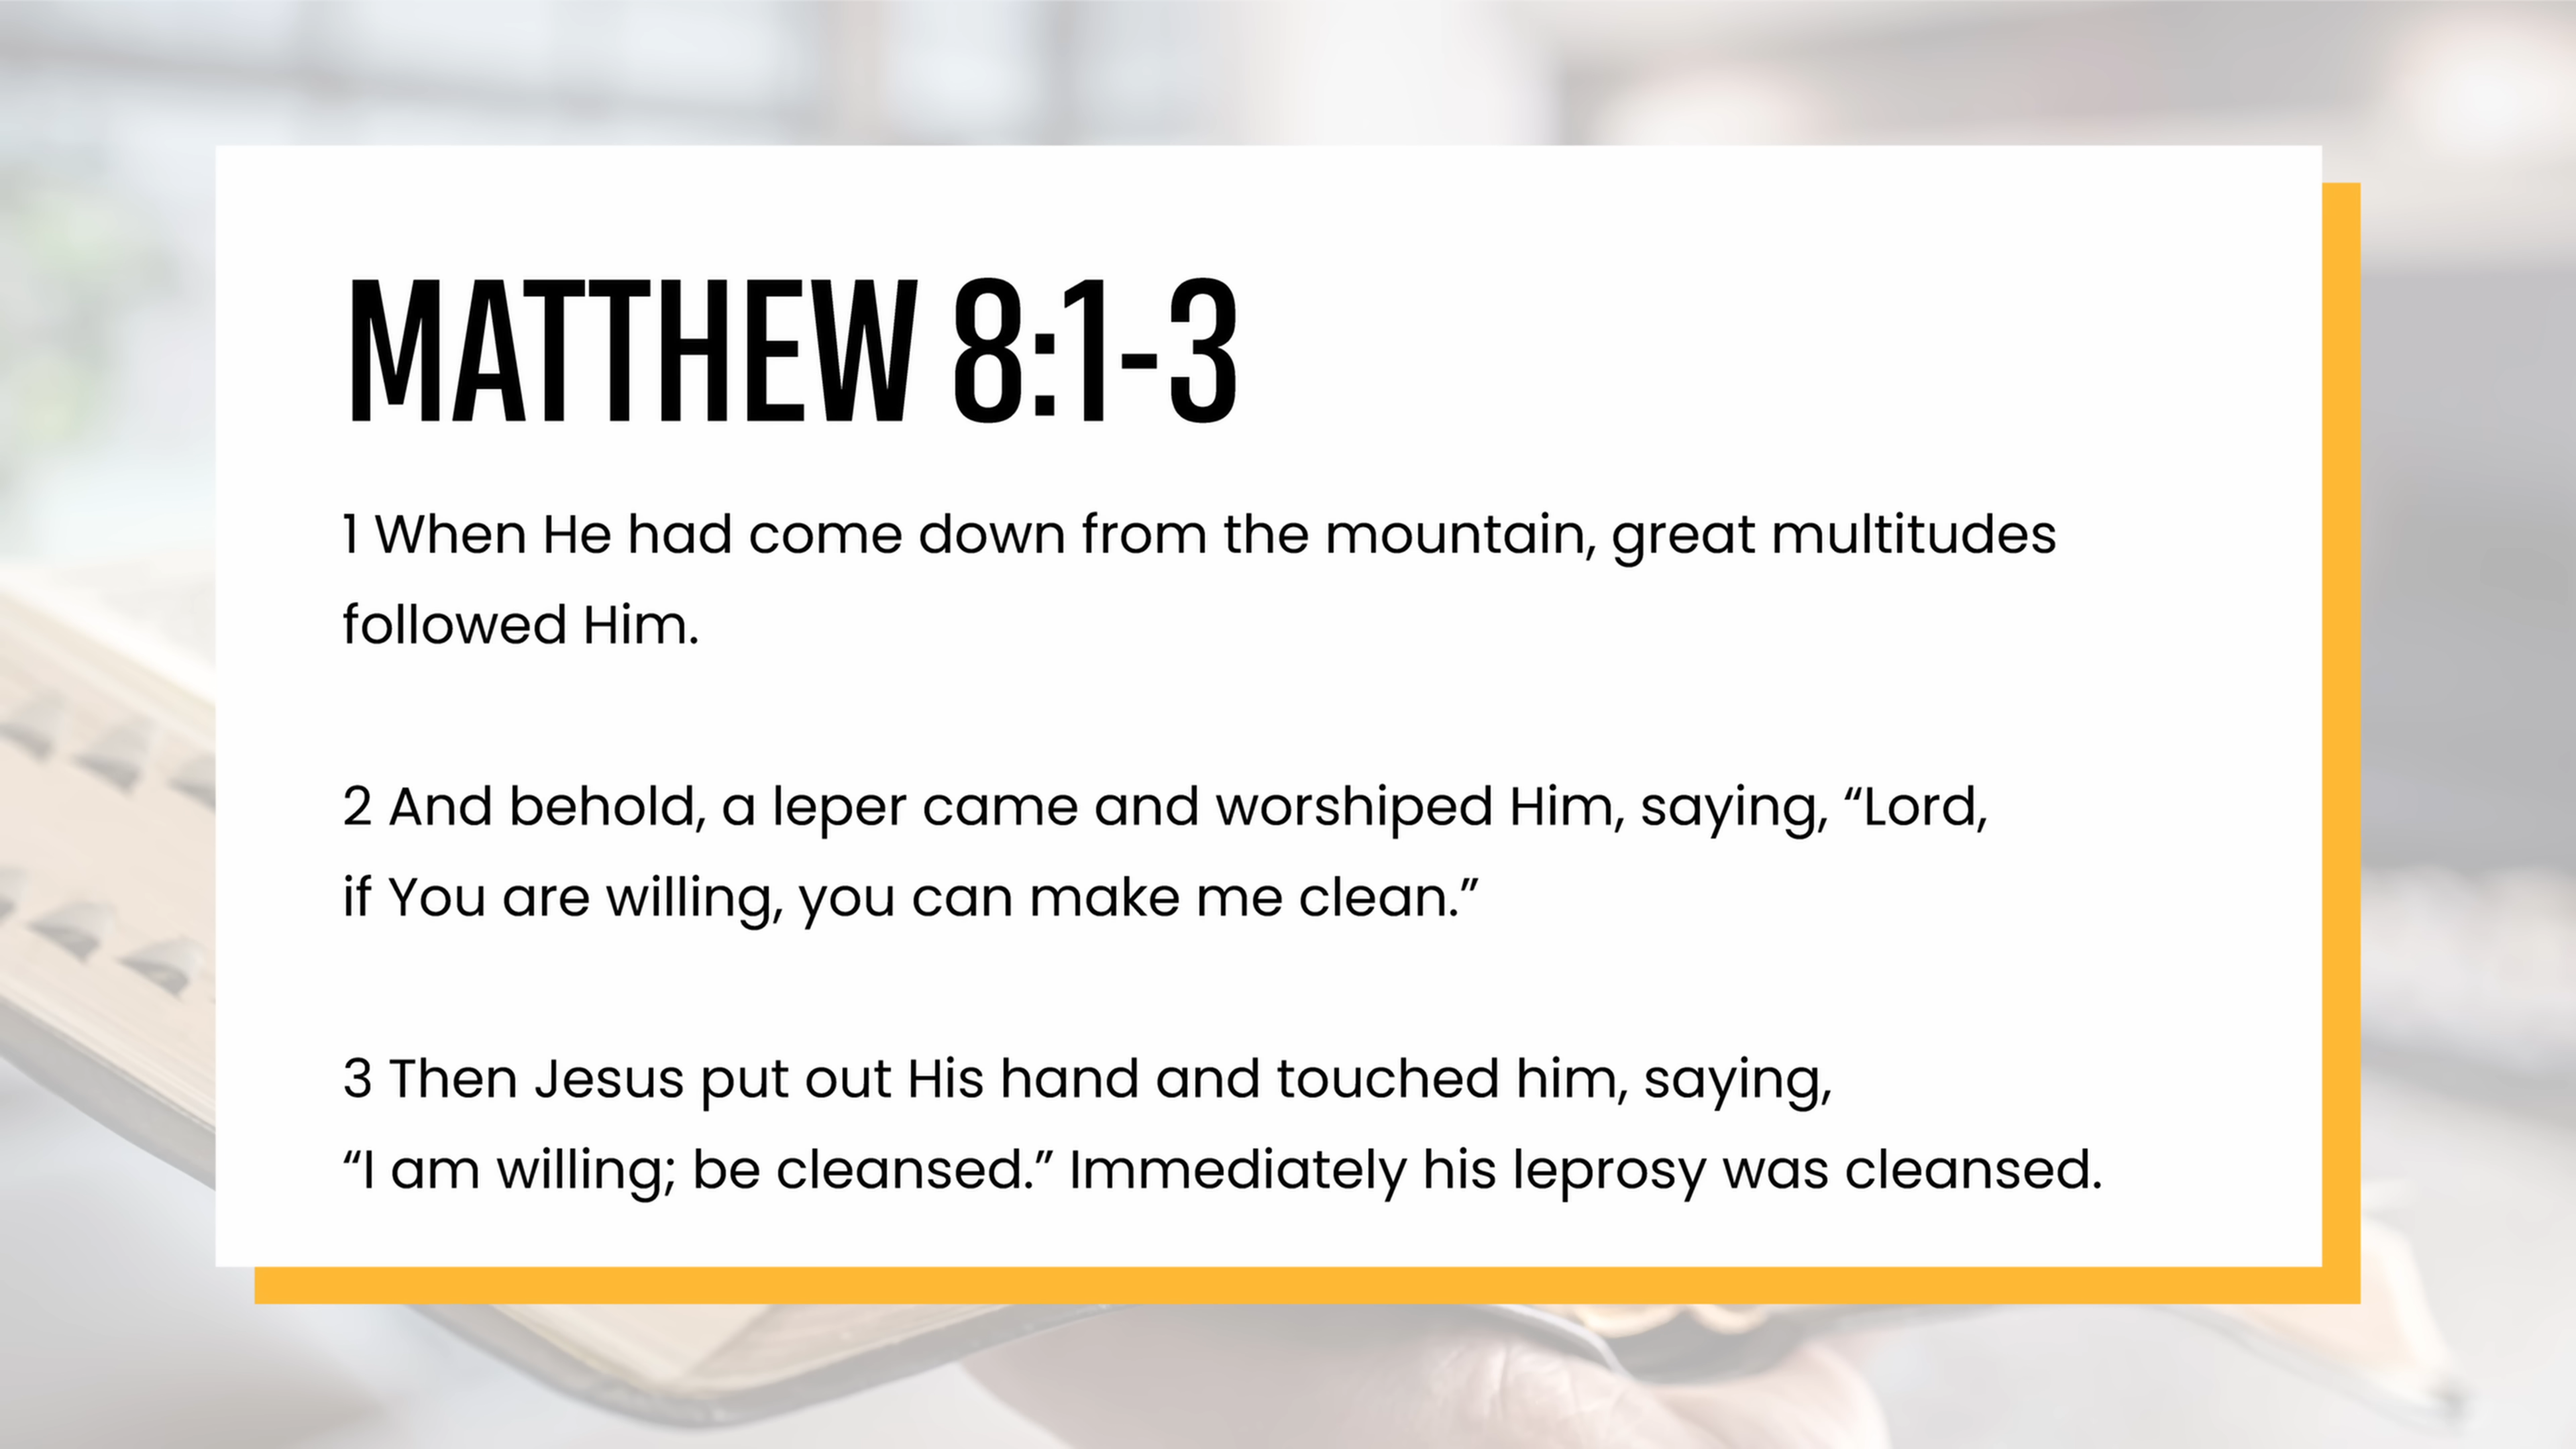 MATTHEW 8:1-3
1 When He had come down from the mountain, great multitudes
followed Him.
2 And behold, a leper came and worshiped Him, saying, “Lord,
if You are willing, you can make me clean.”
3 Then Jesus put out His hand and touched him, saying,
“I am willing; be cleansed.” Immediately his leprosy was cleansed.